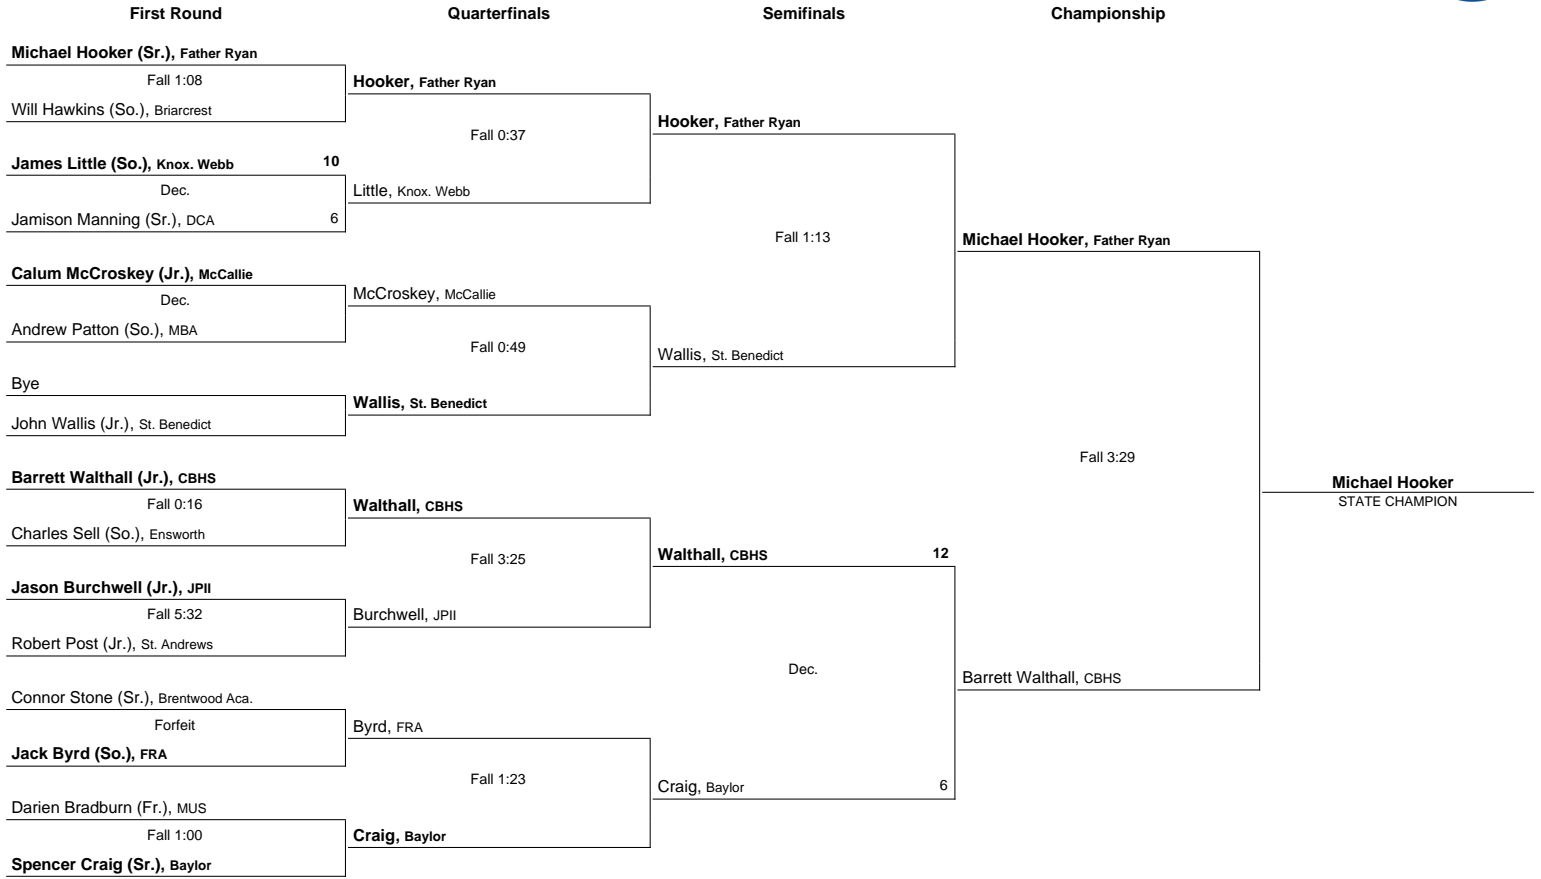 First Round
Quarterfinals
Semifinals
Championship
Michael Hooker (Sr.), Father Ryan
Fall 1:08
Will Hawkins (So.), Briarcrest
James Little (So.), Knox. Webb 10
Dec.
Jamison Manning (Sr.), DCA 6
Calum McCroskey (Jr.), McCallie
Dec.
Andrew Patton (So.), MBA
Bye
John Wallis (Jr.), St. Benedict
Barrett Walthall (Jr.), CBHS
Fall 0:16
Charles Sell (So.), Ensworth
Jason Burchwell (Jr.), JPII
Fall 5:32
Robert Post (Jr.), St. Andrews
Connor Stone (Sr.), Brentwood Aca.
Forfeit
Jack Byrd (So.), FRA
Darien Bradburn (Fr.), MUS
Fall 1:00
Spencer Craig (Sr.), Baylor
Hooker, Father Ryan
Fall 0:37
Little, Knox. Webb
McCroskey, McCallie
Fall 0:49
Wallis, St. Benedict
Walthall, CBHS
Fall 3:25
Burchwell, JPII
Byrd, FRA
Fall 1:23
Craig, Baylor
Hooker, Father Ryan
Fall 1:13
Wallis, St. Benedict
Walthall, CBHS 12
Dec.
Craig, Baylor 6
Michael Hooker, Father Ryan
Fall 3:29
Barrett Walthall, CBHS
Michael Hooker
STATE CHAMPION